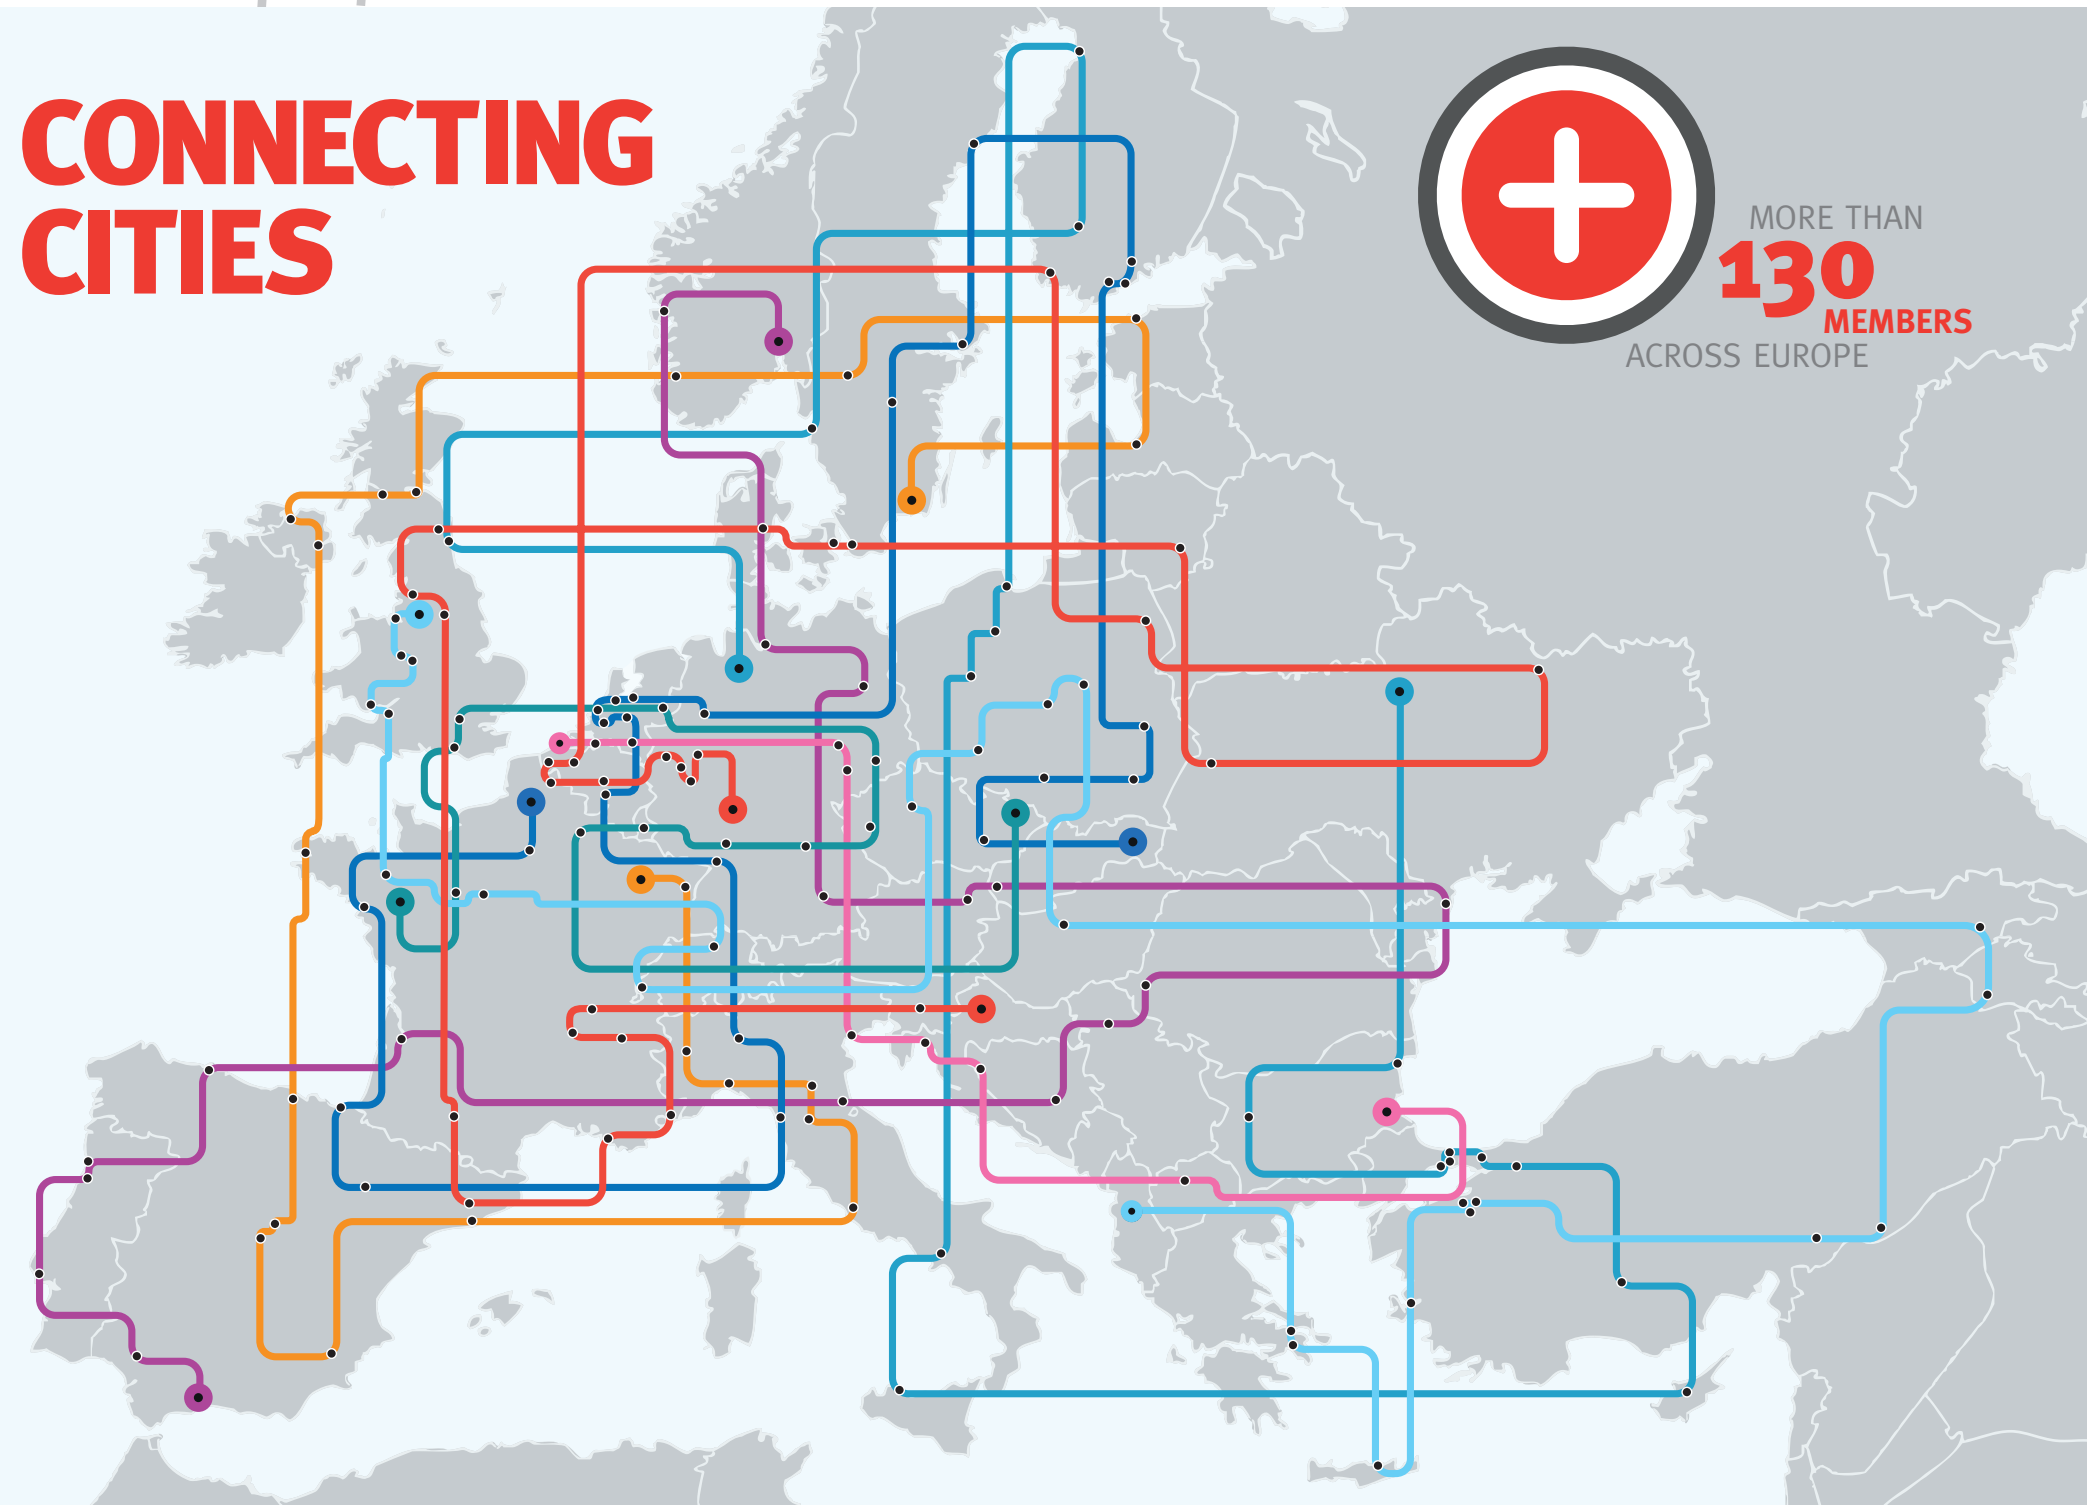 CONNECTING
CITIES
MORE THAN
130
MEMBERS
ACROSS EUROPE